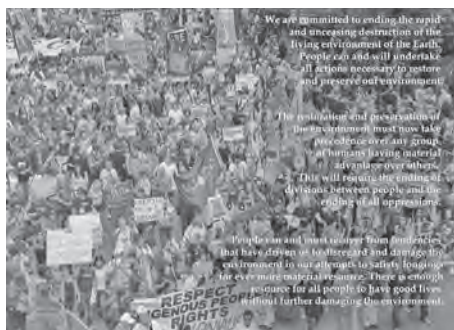 We are committed to ending the rapid
and unceasing destruction of the
living environment of the Earth.
People can and will undertake
all actions necessary to restore
and preserve our environment.
The restoration and preservation of
the environment must now take
precedence over any group
of humans having material
advantage over others.
This will require the ending of
divisions between people and the
ending of all oppressions.
People can and must recover from tendencies
that have driven us to disregard and damage the
environment in our attempts to satisfy longings
for ever more material resource. There is enough
resource for all people to have good lives
without further damaging the environment.
RESPECT
IGENOUS PEO
RIGHTS